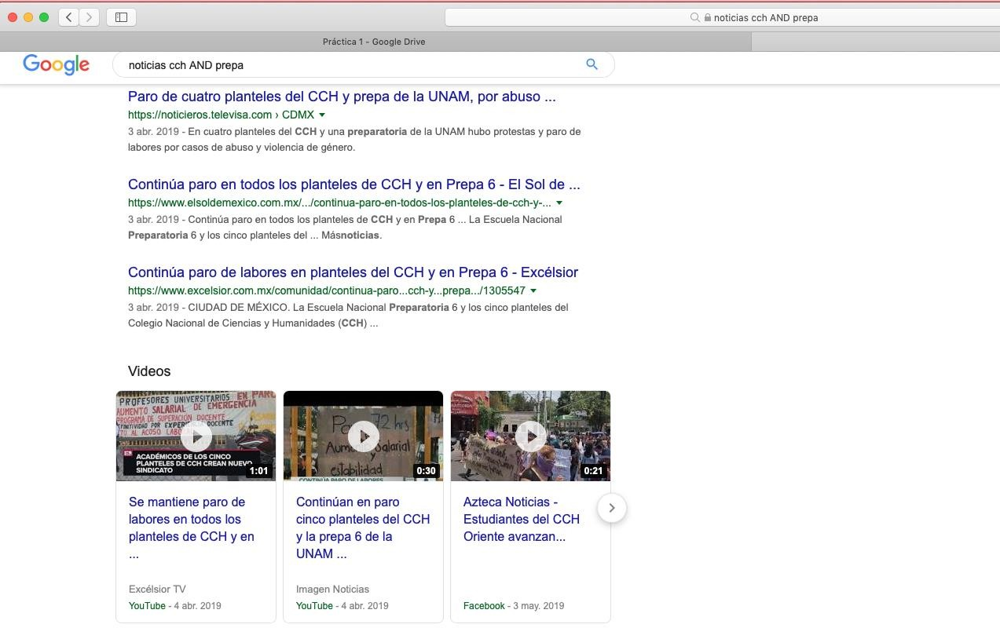 noticias cch AND prepa
Práctica 1 - Google Drive
Google
noticias cch AND prepa
Paro de cuatro planteles del CCH y prepa de la UNAM, por abuso ...
https://noticieros.televisa.com › CDMX
3 abr. 2019 - En cuatro planteles del CCH y una preparatoria de la UNAM hubo protestas y paro de
labores por casos de abuso y violencia de género.
Continúa paro en todos los planteles de CCH y en Prepa 6 - El Sol de ...
https://www.elsoldemexico.com.mx/.../continua-paro-en-todos-los-planteles-de-cch-y-...
3 abr. 2019 - Continúa paro en todos los planteles de CCH y en Prepa 6 ... La Escuela Nacional
Preparatoria 6 y los cinco planteles del ... Másnoticias.
Continúa paro de labores en planteles del CCH y en Prepa 6 - Excélsior
https://www.excelsior.com.mx/comunidad/continua-paro...cch-y...prepa.../1305547
3 abr. 2019 - CIUDAD DE MÉXICO. La Escuela Nacional Preparatoria 6 y los cinco planteles del
Colegio Nacional de Ciencias y Humanidades (CCH) ...
Videos
PROFESORES UNIVERSITARIOS EN PARO
AUMENTO SALARIAL DE EMERGENCIA
PROGRAMA DE SUPERACIÓN DOCENTE
POR EXPERIENCIA DOCENTE
TO AL ACOSO
ACADÉMICOS DE LOS CINCO
PLANTELES DE CCH CREAN NUEVO
SINDICATO
1:01
72 hrs
Aumento salarial
y
estabilidad
CONTINÚA PARO DE LABORES
0:30
0:21
Se mantiene paro de
labores en todos los
planteles de CCH y en
...
Excélsior TV
YouTube - 4 abr. 2019
Continúan en paro
cinco planteles del CCH
y la prepa 6 de la
UNAM ...
Imagen Noticias
YouTube - 4 abr. 2019
Azteca Noticias -
Estudiantes del CCH
Oriente avanzan...
Facebook - 3 may. 2019